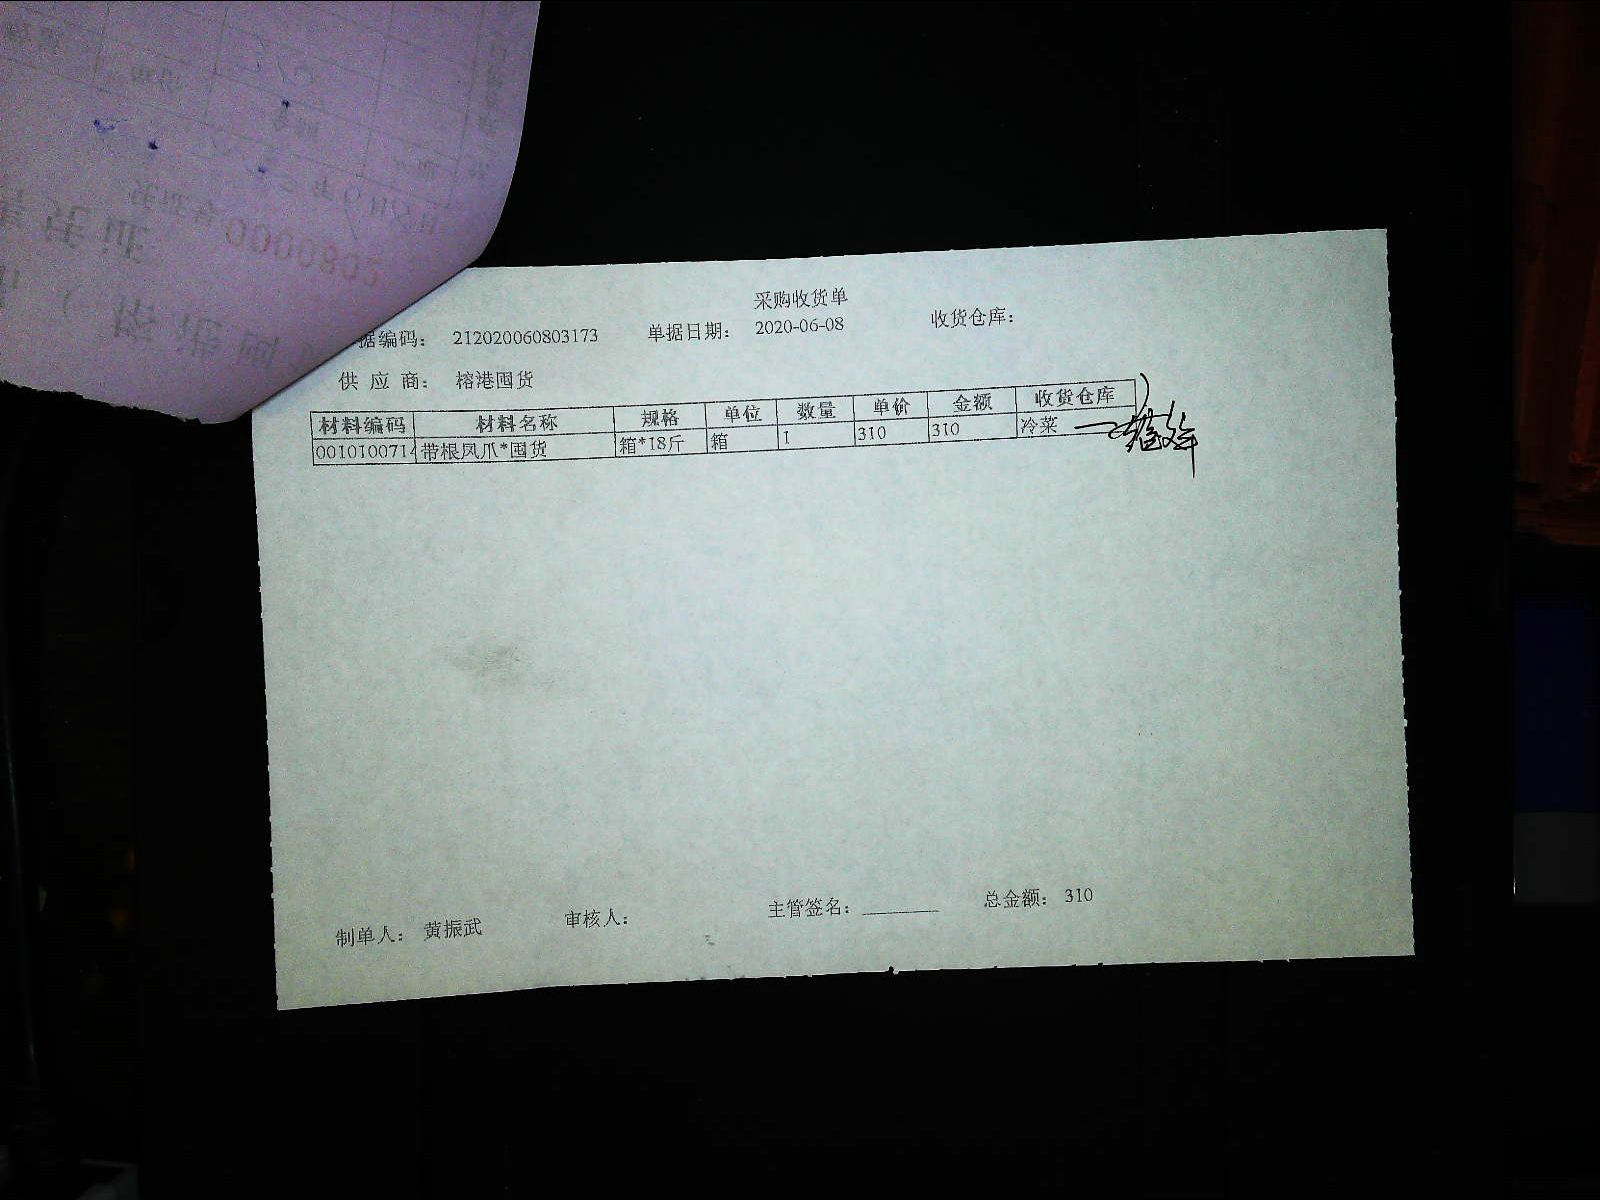 采购收货单
据编码： 212020060803173 单据日期： 2020-06-08 收货仓库：
供 应 商： 榕港囤货
材料编码 材料名称 规格 单位 数量 单价 金额 收货仓库
0010100714 带根凤爪*囤货 箱*18斤 箱 1 310 310 冷菜
制单人： 黄振武 审核人： 主管签名： 总金额： 310
0000802